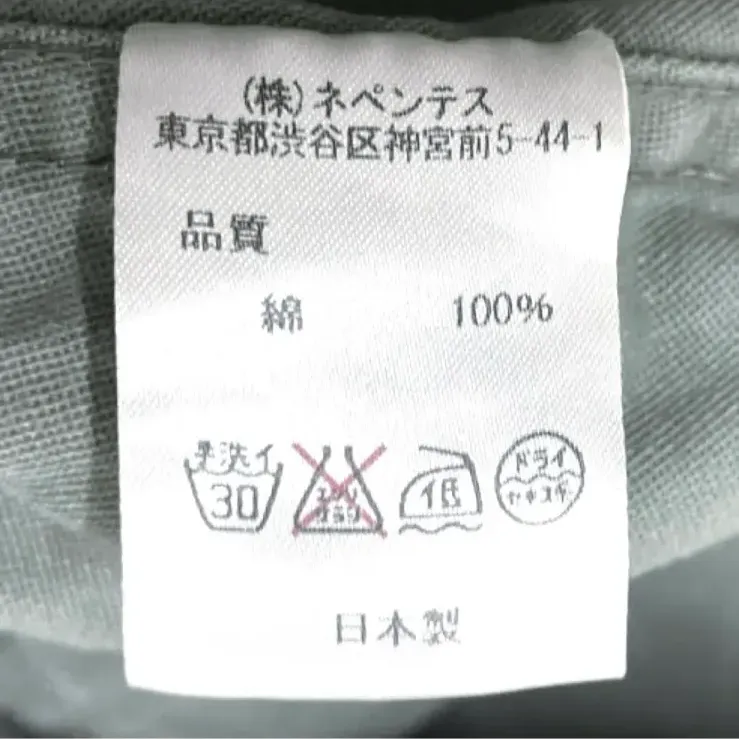 (株)ネペンテス
東京都渋谷区神宮前5-44-1
品質
綿 100%
手洗イ
30
エンソ
サラシ
低
ドライ
セキユ系
日本製